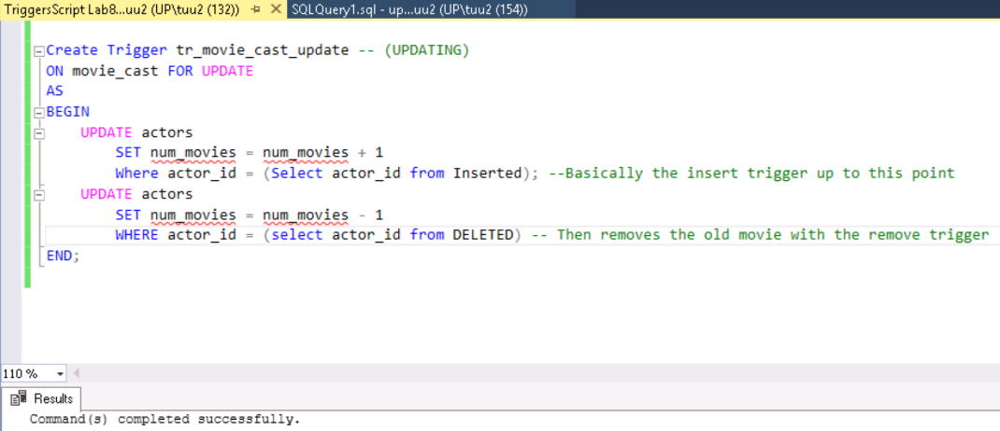 TriggersScript Lab8...uu2 (UP\tuu2 (132)) SQLQuery1.sql - up...uu2 (UP\tuu2 (154))
Create Trigger tr_movie_cast_update -- (UPDATING)
ON movie_cast FOR UPDATE
AS
BEGIN
UPDATE actors
SET num_movies = num_movies + 1
Where actor_id = (Select actor_id from Inserted); --Basically the insert trigger up to this point
UPDATE actors
SET num_movies = num_movies - 1
WHERE actor_id = (select actor_id from DELETED) -- Then removes the old movie with the remove trigger
END;
110 %
Results
Command(s) completed successfully.